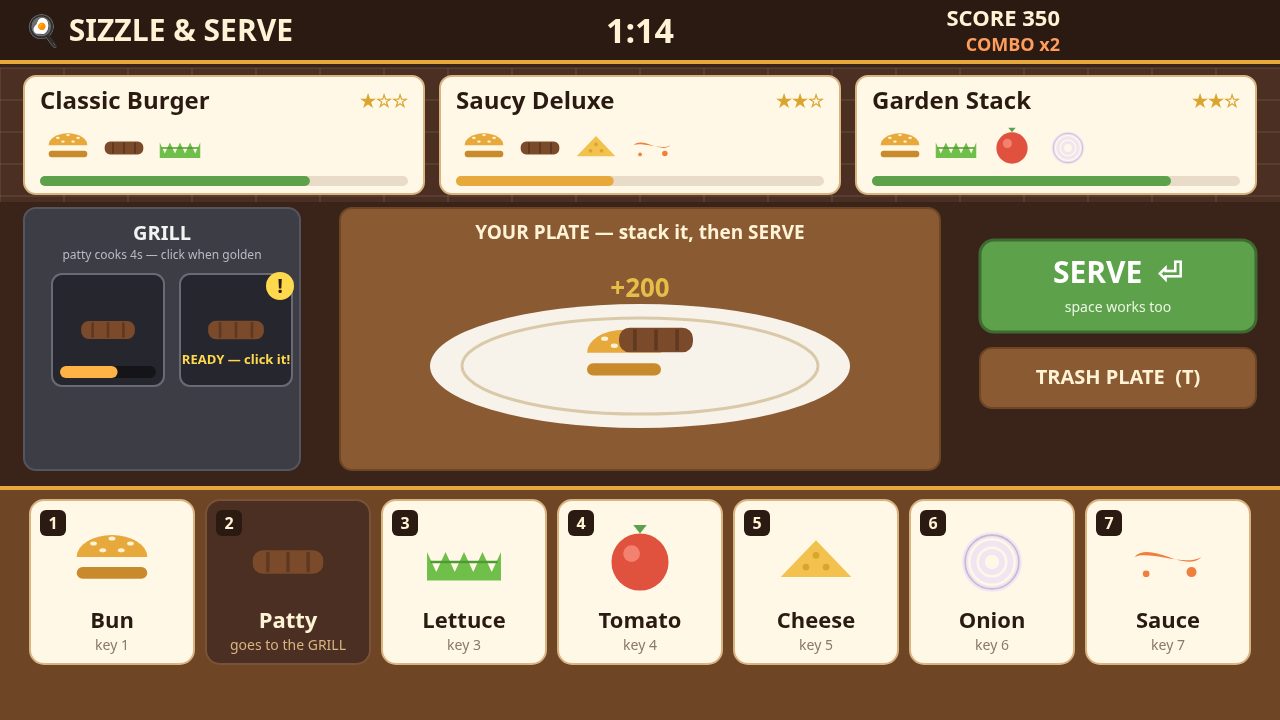 SIZZLE & SERVE
1:14
SCORE 350
COMBO x2
Classic Burger ★☆☆
Saucy Deluxe ★★☆
Garden Stack ★★☆
GRILL
patty cooks 4s — click when golden
!
READY — click it!
YOUR PLATE — stack it, then SERVE
+200
SERVE ⏎
space works too
TRASH PLATE (T)
1
Bun
key 1
2
Patty
goes to the GRILL
3
Lettuce
key 3
4
Tomato
key 4
5
Cheese
key 5
6
Onion
key 6
7
Sauce
key 7